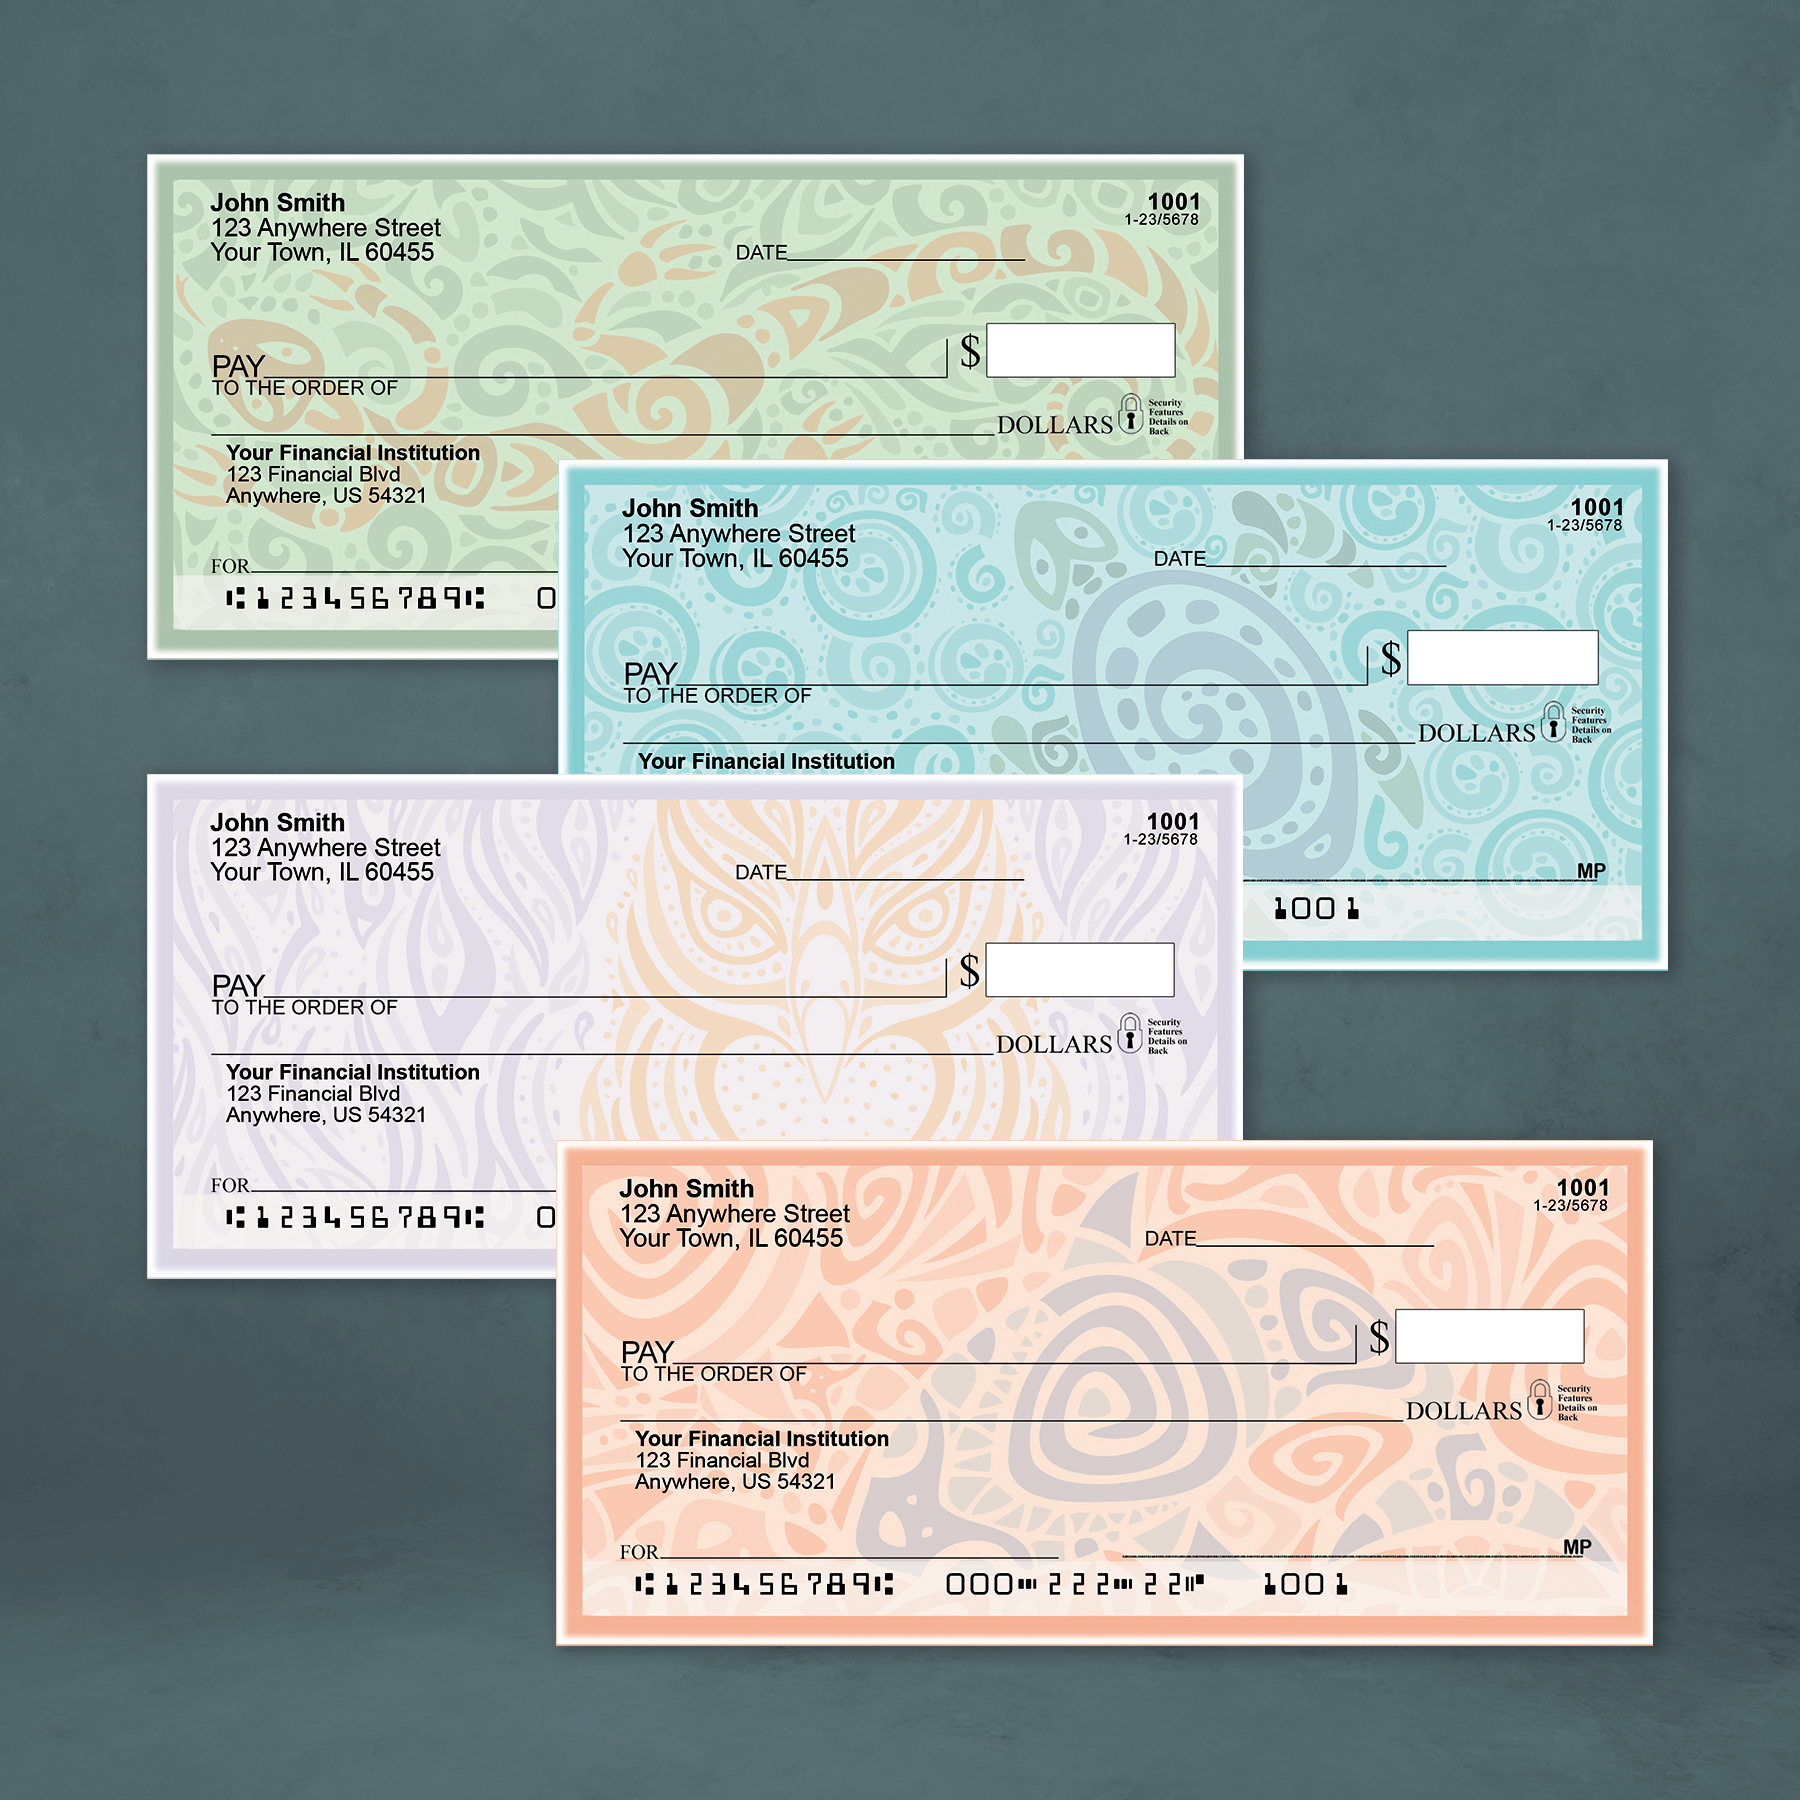 John Smith
123 Anywhere Street
Your Town, IL 60455
1001
1-23/5678
DATE
PAY
TO THE ORDER OF
$
DOLLARS
Security
Features
Details on
Back
Your Financial Institution
123 Financial Blvd
Anywhere, US 54321
FOR
⑆123456789⑆ 0
John Smith
123 Anywhere Street
Your Town, IL 60455
1001
1-23/5678
DATE
PAY
TO THE ORDER OF
$
DOLLARS
Security
Features
Details on
Back
Your Financial Institution
MP
1001
John Smith
123 Anywhere Street
Your Town, IL 60455
1001
1-23/5678
DATE
PAY
TO THE ORDER OF
$
DOLLARS
Security
Features
Details on
Back
Your Financial Institution
123 Financial Blvd
Anywhere, US 54321
FOR
⑆123456789⑆ 0
John Smith
123 Anywhere Street
Your Town, IL 60455
1001
1-23/5678
DATE
PAY
TO THE ORDER OF
$
DOLLARS
Security
Features
Details on
Back
Your Financial Institution
123 Financial Blvd
Anywhere, US 54321
FOR
MP
⑆123456789⑆ 000⑉222⑉22⑈ 1001